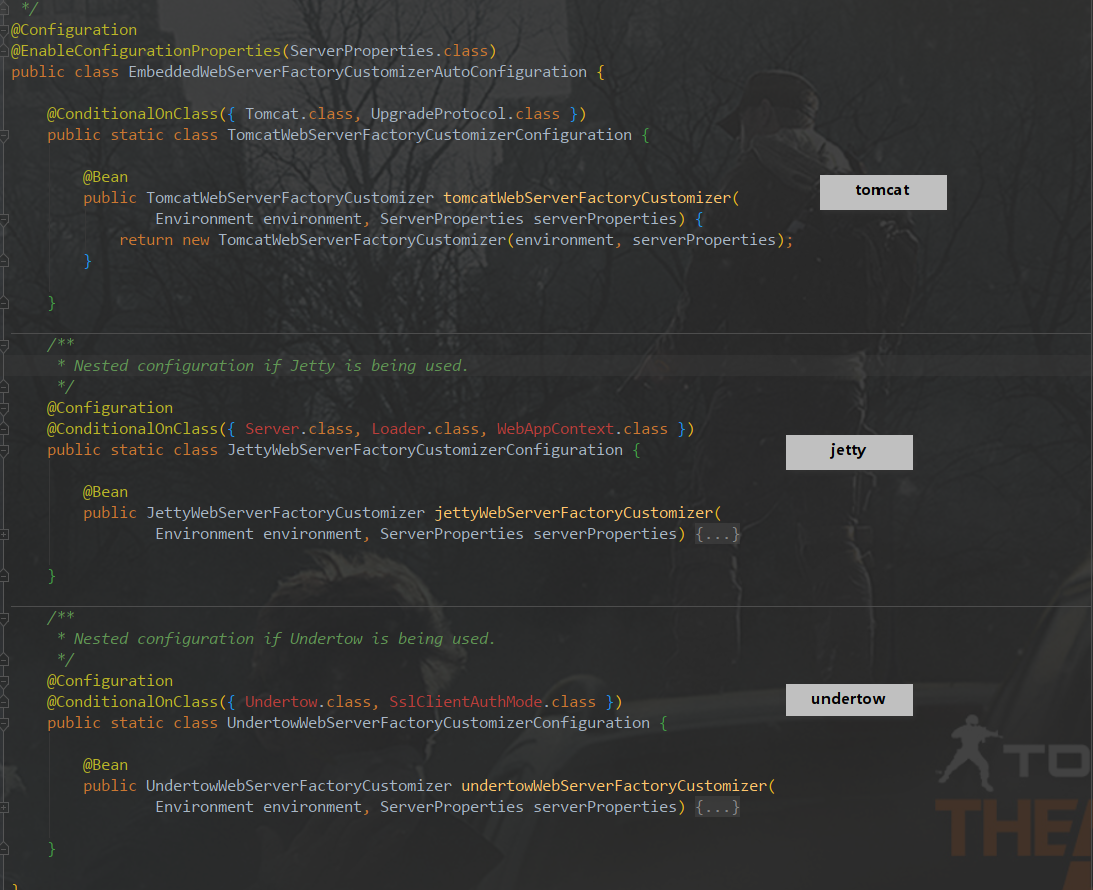 */
@Configuration
@EnableConfigurationProperties(ServerProperties.class)
public class EmbeddedWebServerFactoryCustomizerAutoConfiguration {
@ConditionalOnClass({ Tomcat.class, UpgradeProtocol.class })
public static class TomcatWebServerFactoryCustomizerConfiguration {
@Bean
public TomcatWebServerFactoryCustomizer tomcatWebServerFactoryCustomizer(
tomcat
Environment environment, ServerProperties serverProperties) {
return new TomcatWebServerFactoryCustomizer(environment, serverProperties);
}
}
/**
* Nested configuration if Jetty is being used.
*/
@Configuration
@ConditionalOnClass({ Server.class, Loader.class, WebAppContext.class })
public static class JettyWebServerFactoryCustomizerConfiguration {
jetty
@Bean
public JettyWebServerFactoryCustomizer jettyWebServerFactoryCustomizer(
Environment environment, ServerProperties serverProperties) {...}
}
/**
* Nested configuration if Undertow is being used.
*/
@Configuration
@ConditionalOnClass({ Undertow.class, SslClientAuthMode.class })
undertow
public static class UndertowWebServerFactoryCustomizerConfiguration {
@Bean
public UndertowWebServerFactoryCustomizer undertowWebServerFactoryCustomizer(
Environment environment, ServerProperties serverProperties) {...}
}
}
TO
THE